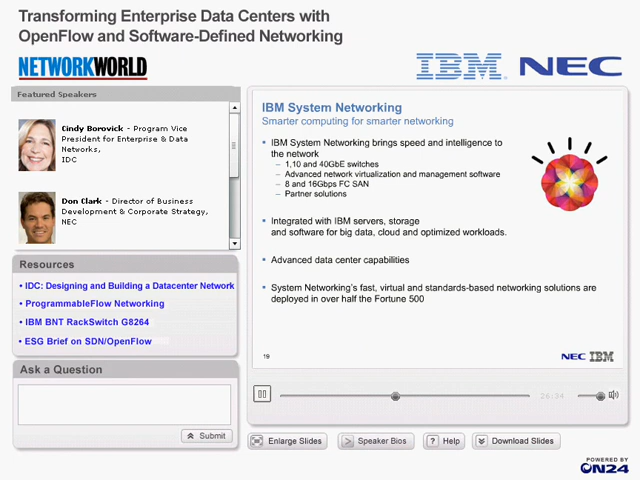 Transforming Enterprise Data Centers with
OpenFlow and Software-Defined Networking
NETWORKWORLD
IBM
NEC
Featured Speakers
Cindy Borovick - Program Vice
President for Enterprise & Data
Networks,
IDC
Don Clark - Director of Business
Development & Corporate Strategy,
NEC
Resources
• IDC: Designing and Building a Datacenter Network
• ProgrammableFlow Networking
• IBM BNT RackSwitch G8264
• ESG Brief on SDN/OpenFlow
Ask a Question
Submit
IBM System Networking
Smarter computing for smarter networking
IBM System Networking brings speed and intelligence to
the network
– 1,10 and 40GbE switches
– Advanced network virtualization and management software
– 8 and 16Gbps FC SAN
– Partner solutions
Integrated with IBM servers, storage
and software for big data, cloud and optimized workloads.
Advanced data center capabilities
System Networking's fast, virtual and standards-based networking solutions are
deployed in over half the Fortune 500
19
NEC IBM
26:34
Enlarge Slides
Speaker Bios
? Help
Download Slides
POWERED BY
ON24